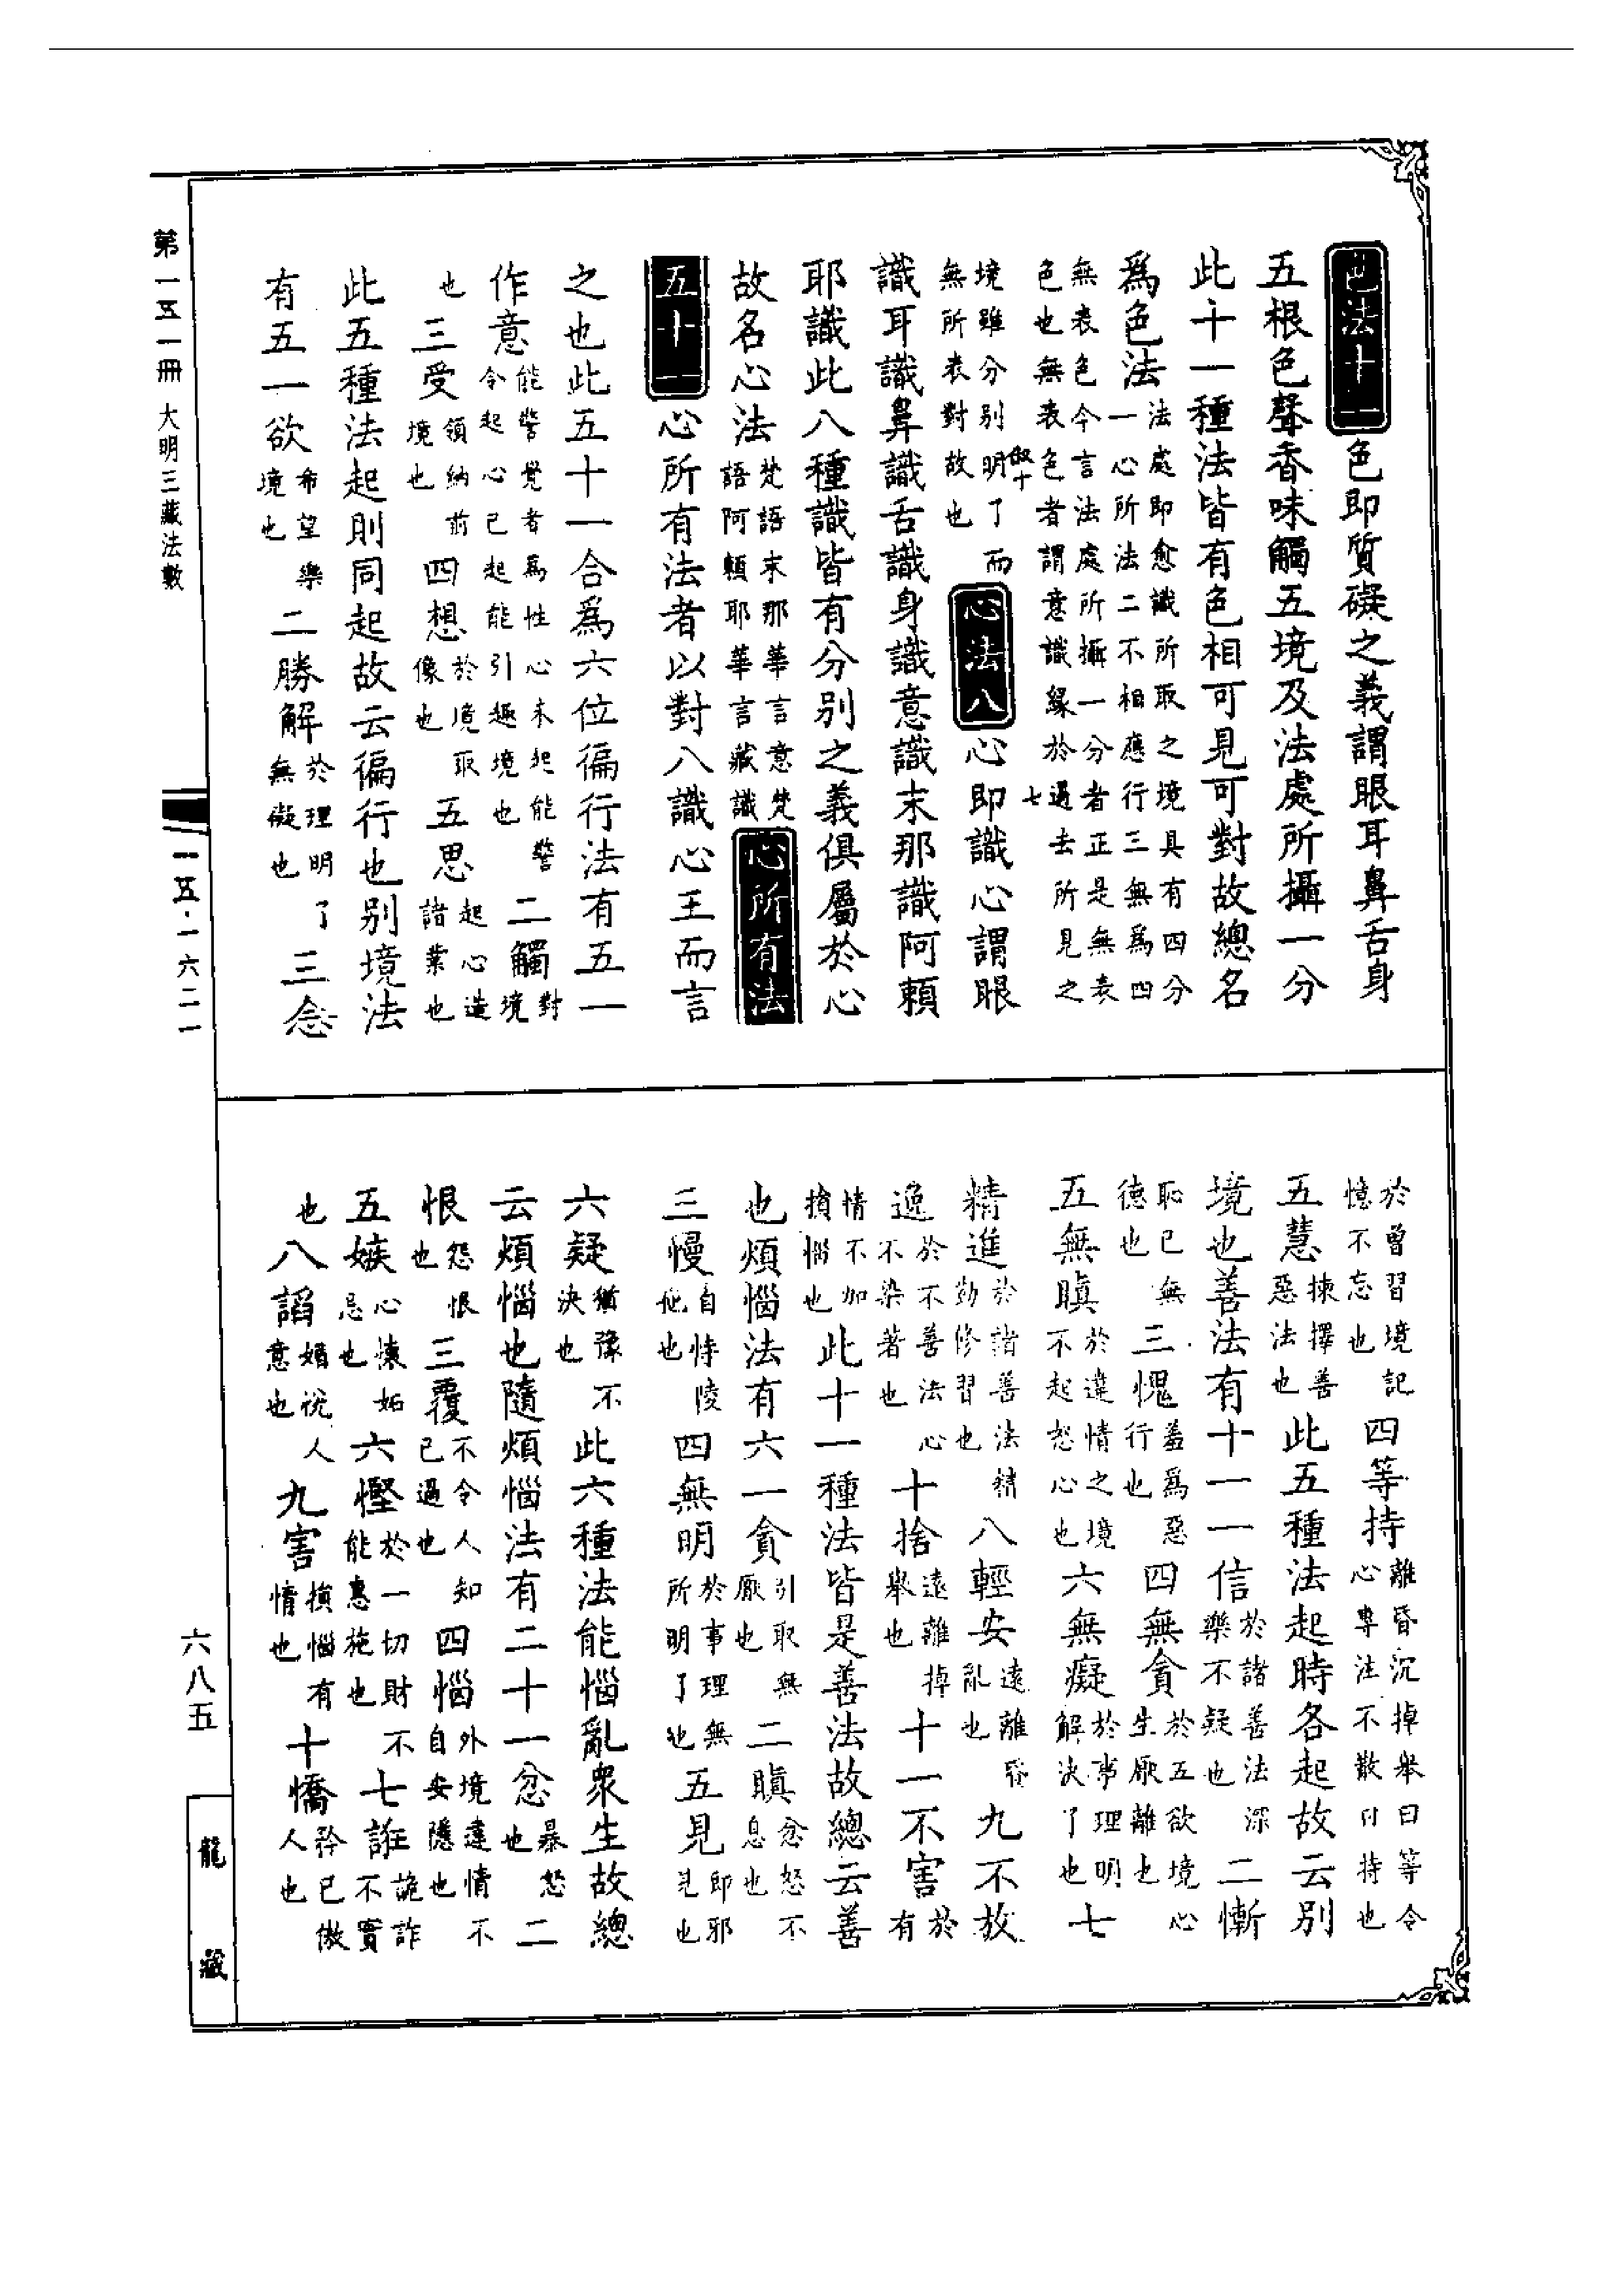 色法十一色即質礙之義謂眼耳鼻舌身
五根色聲香味觸五境及法處所攝一分
此十一種法皆有色相可見可對故總名
爲色法法處即愈識所取之境具有四分一心所法二不相應行三無爲四
無表色今言法處所攝一分者正是無表色也無表色者謂意識緣於過去所見之
七
境雖分别明了而無所表對故也心法八心即識心謂眼
叙十
識耳識鼻識舌識身識意識末那識阿賴
耶識此八種識皆有分别之義俱屬於心
故名心法梵語末那華言意梵語阿賴耶華言藏識心所有法
五十一心所有法者以對八識心王而言
之也此五十一合爲六位徧行法有五一
作意能警覺者爲性心未起能警令起心已起能引趣境也二觸對境
也三受領納前境也四想於境取像也五思起心造諸業也
此五種法起則同起故云徧行也别境法
有五一欲希望樂境也二勝解於理明了無礙也三念
於曾習境記憶不忘也四等持離昏沉掉舉曰等令心專注不散曰持也
五慧揀擇善惡法也此五種法起時各起故云别
境也善法有十一一信於諸善法深樂不疑也二慚
恥已無德也三愧羞爲惡行也四無貪於五欲境心生厭離也
五無瞋於違情之境不起怒心也六無癡於事理明解決了也七
精進於諸善法精勤修習也八輕安遠離昏亂也九不放
逸於不善法心不染著也十捨遠離掉舉也十一不害於有
情不加損惱也此十一種法皆是善法故總云善
也煩惱法有六一貪引取無厭也二瞋忿怒不息也
三慢自恃陵他也四無明於事理無所明了也五見即邪見也
六疑猶豫不決也此六種法能惱亂衆生故總
云煩惱也隨煩惱法有二十一忿暴怒也二
恨怨恨也三覆不令人知已過也四惱外境違情不自安隱也
五嫉心懷妬忌也六慳於一切財不能惠施也七誑詭詐不實
也八諂媚說人意也九害損惱有情也十憍矜已傲人也
第一五一冊　大明三藏法數
一五·一六二一
六八五
龍藏